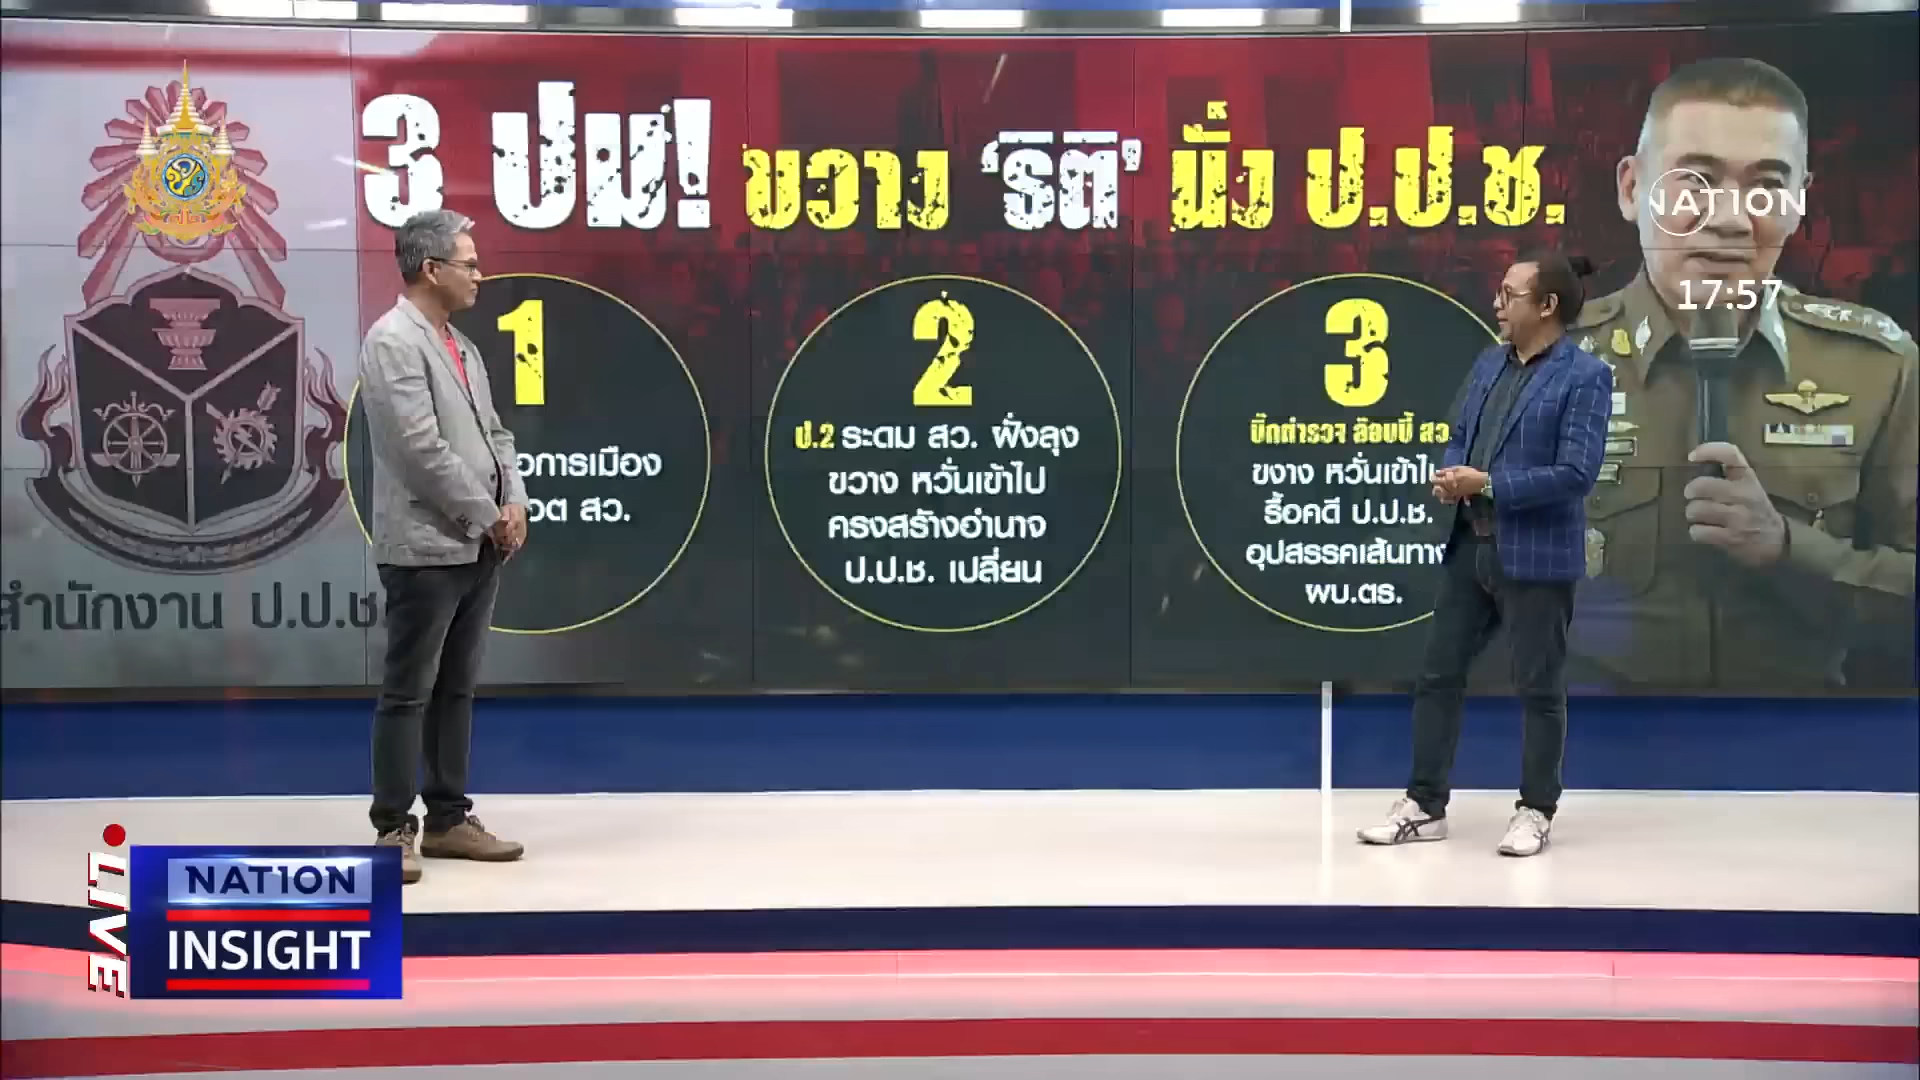 3 ปม! ขวาง ‘ธิติ’ นั่ง ป.ป.ช.
NAT1ON
17:57
1
อการเมือง
อต สว.
2
ป.2 ระดม สว. ฝั่งลุง
ขวาง หวั่นเข้าไป
ครงสร้างอำนาจ
ป.ป.ช. เปลี่ยน
3
บิ๊กตำรวจ ล๊อบบี้ สว.
ขงาง หวั่นเข้าไป
รื้อคดี ป.ป.ช.
อุปสรรคเส้นทาง
ผบ.ตร.
สำนักงาน ป.ป.ช.
LIVE
NAT1ON
INSIGHT